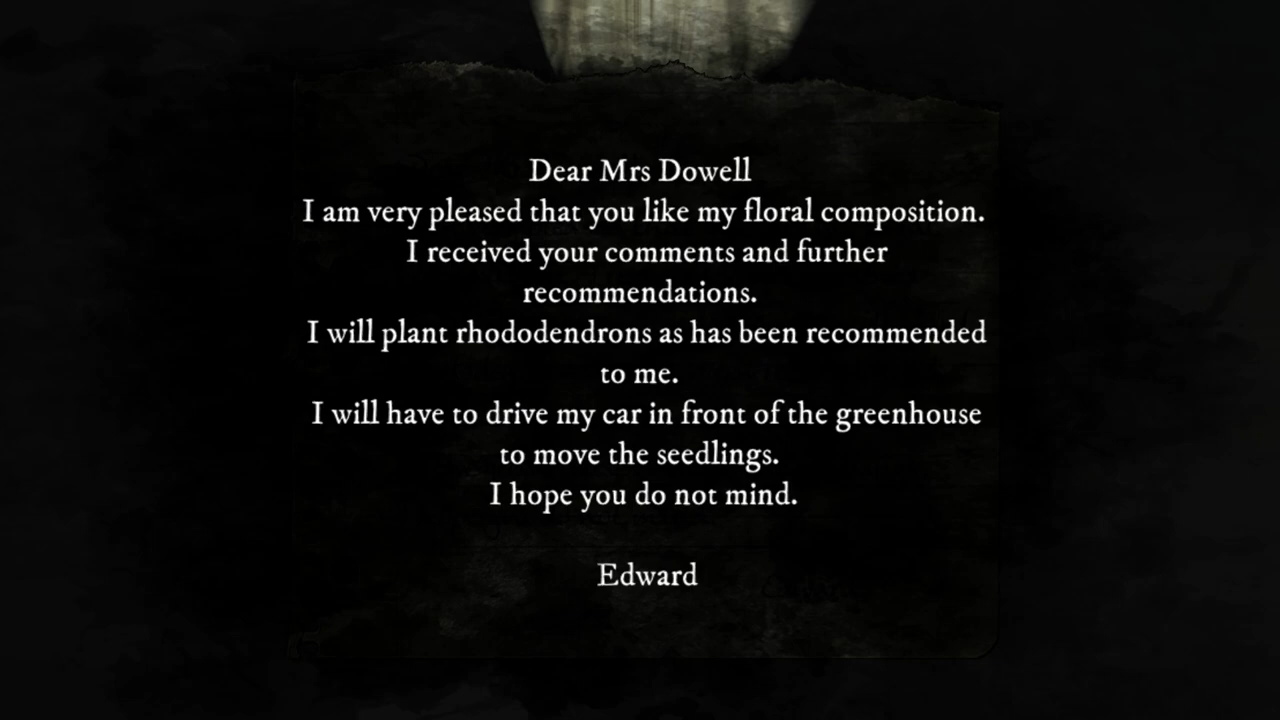 Dear Mrs Dowell
I am very pleased that you like my floral composition.
I received your comments and further
recommendations.
I will plant rhododendrons as has been recommended
to me.
I will have to drive my car in front of the greenhouse
to move the seedlings.
I hope you do not mind.
Edward